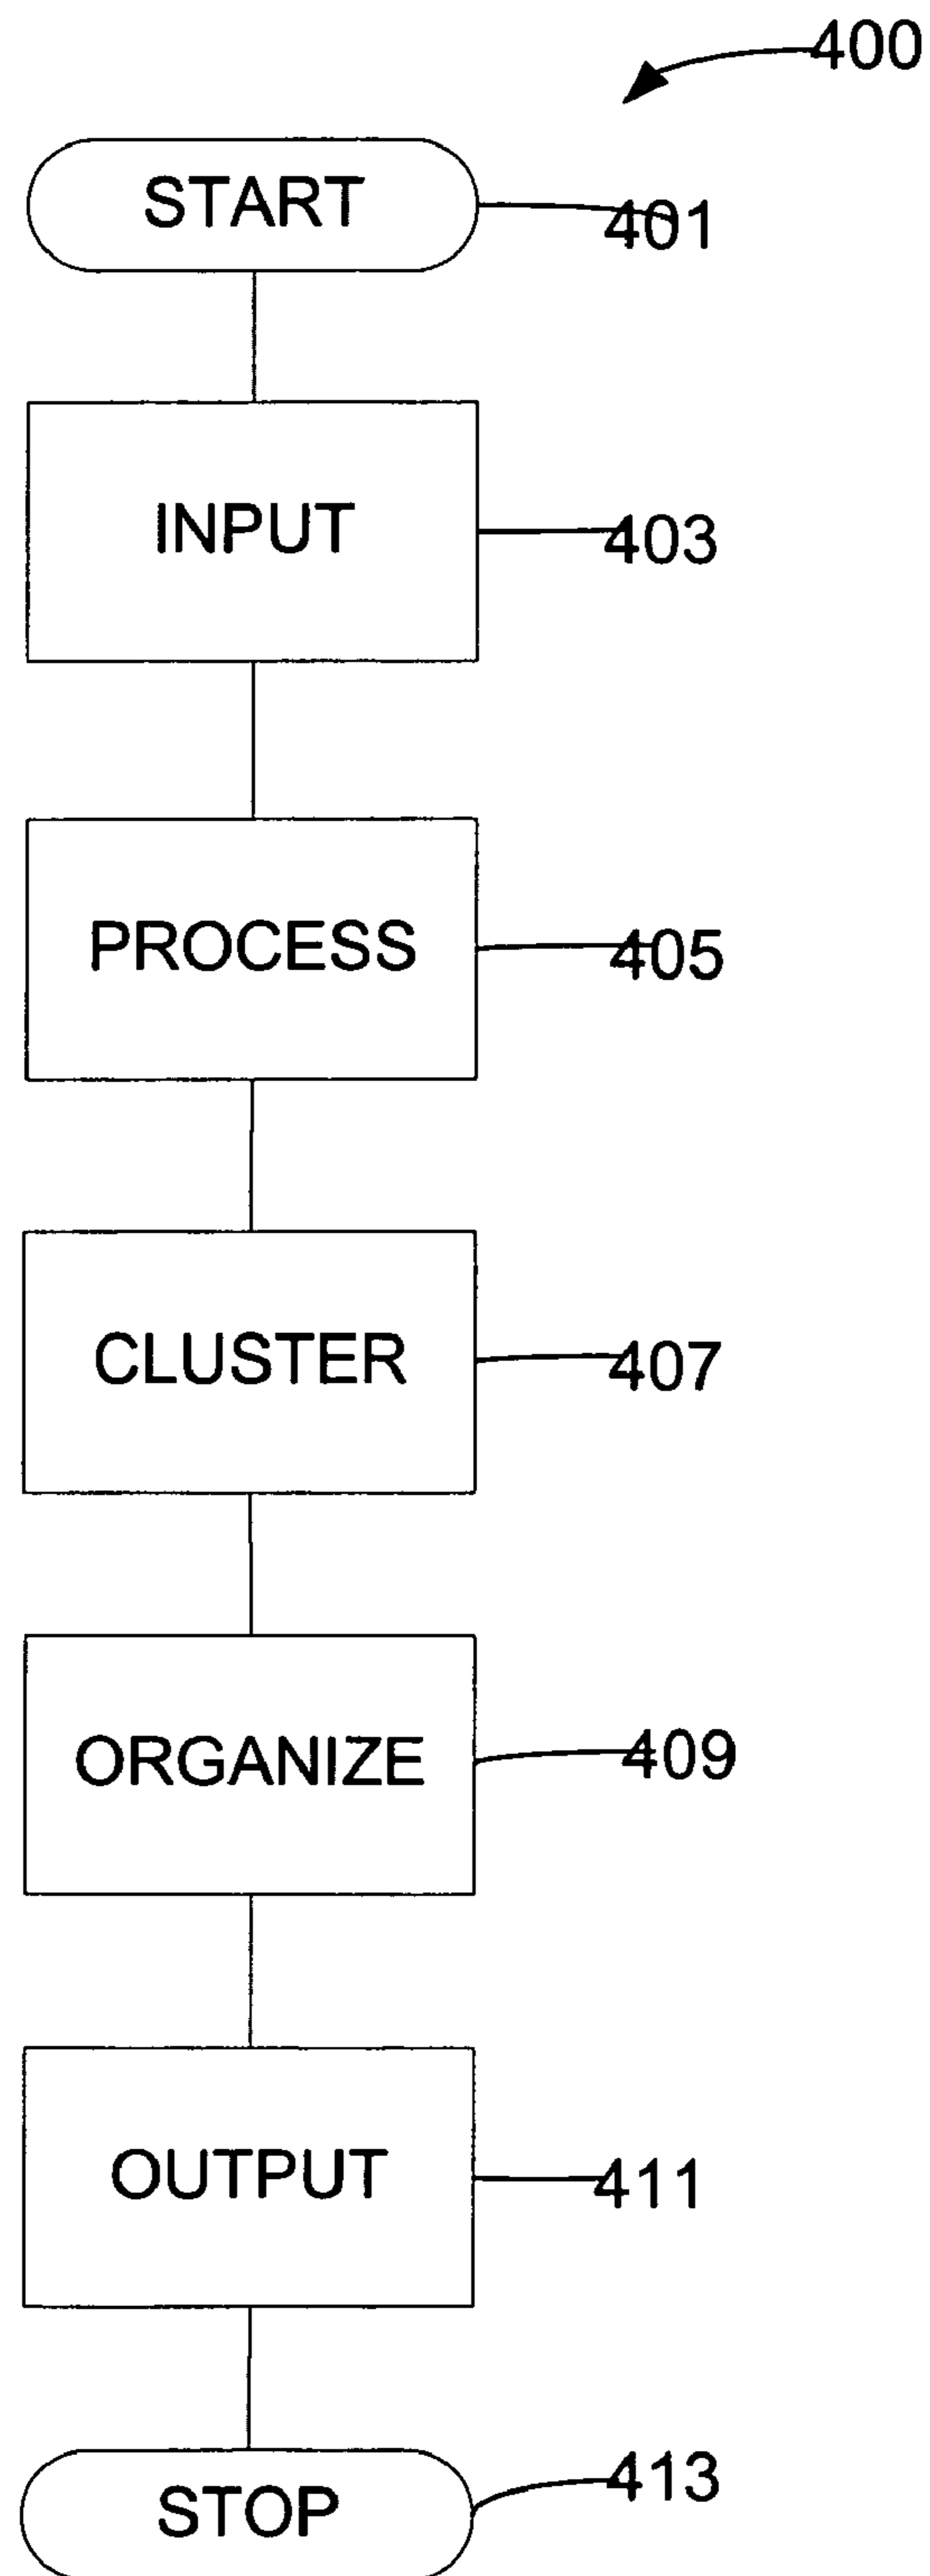 400
START
401
INPUT
403
PROCESS
405
CLUSTER
407
ORGANIZE
409
OUTPUT
411
STOP
413